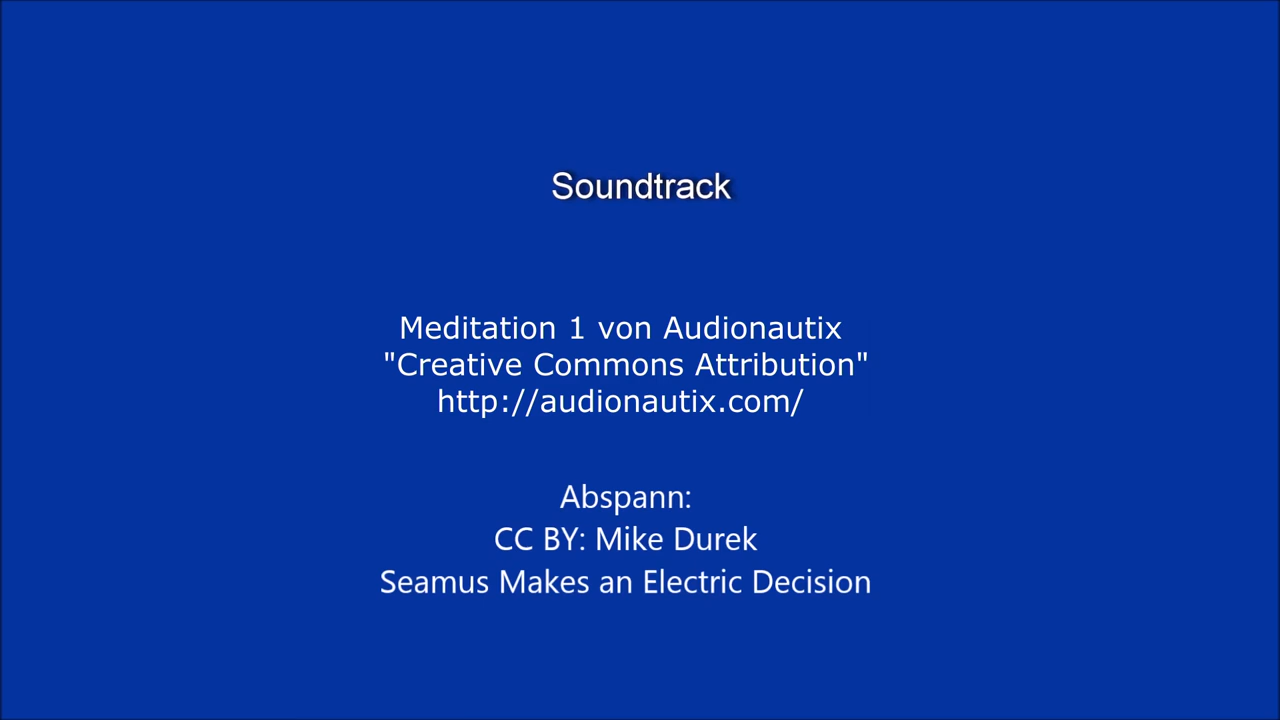 Soundtrack
Meditation 1 von Audionautix
"Creative Commons Attribution"
http://audionautix.com/
Abspann:
CC BY: Mike Durek
Seamus Makes an Electric Decision